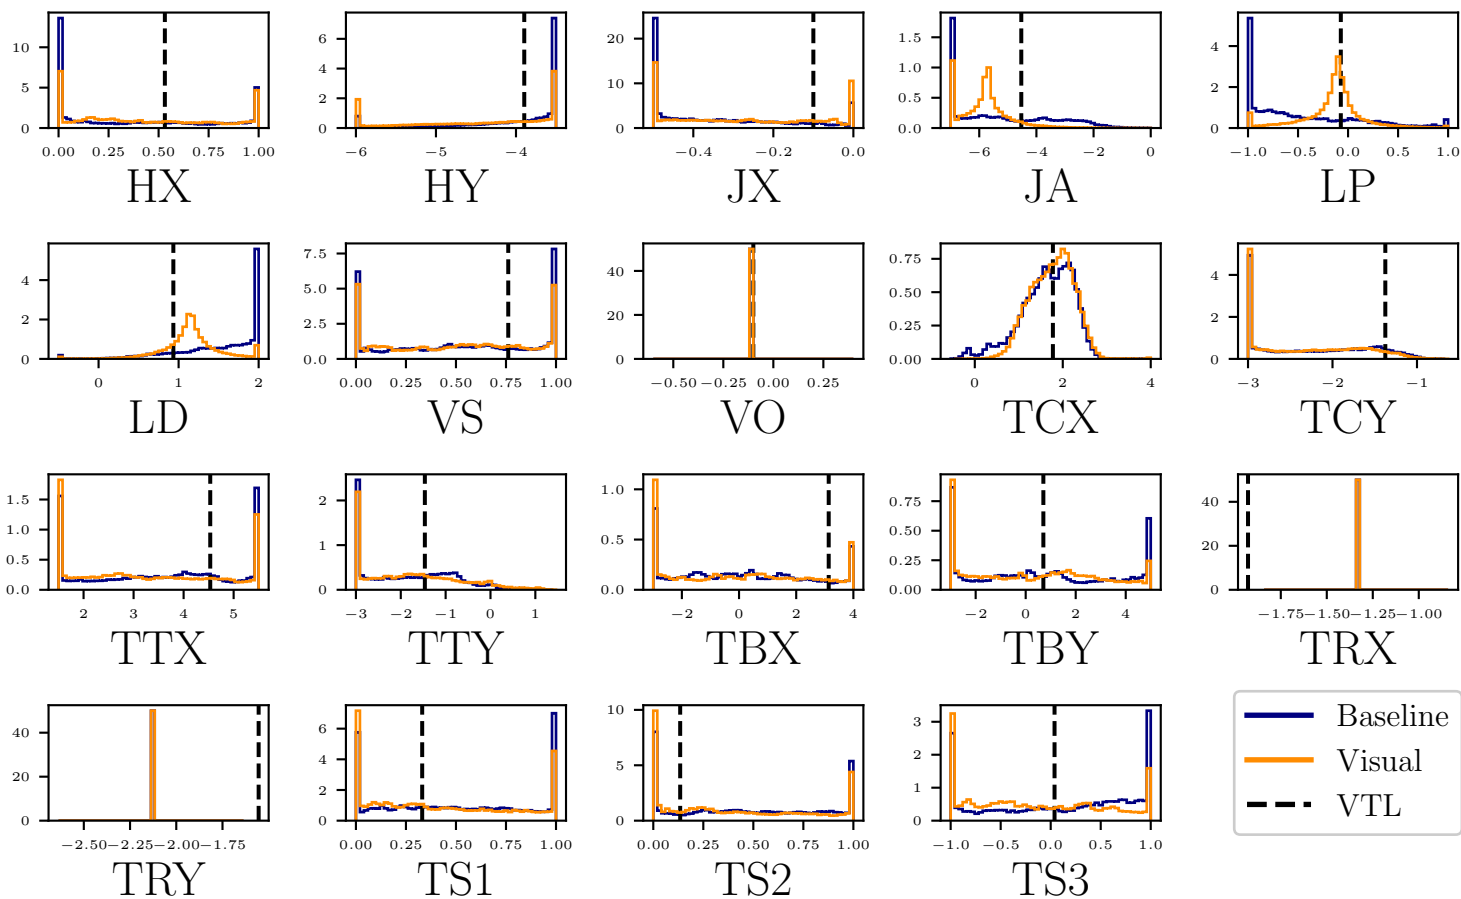 10
5
0
0.00 0.25 0.50 0.75 1.00
HX
6
4
2
0
−6 −5 −4
HY
20
10
0
−0.4 −0.2 0.0
JX
1.5
1.0
0.5
0.0
−6 −4 −2 0
JA
4
2
0
−1.0 −0.5 0.0 0.5 1.0
LP
4
2
0
0 1 2
LD
7.5
5.0
2.5
0.0
0.00 0.25 0.50 0.75 1.00
VS
40
20
0
−0.50 −0.25 0.00 0.25
VO
0.75
0.50
0.25
0.00
0 2 4
TCX
4
2
0
−3 −2 −1
TCY
1.5
1.0
0.5
0.0
2 3 4 5
TTX
2
1
0
−3 −2 −1 0 1
TTY
1.0
0.5
0.0
−2 0 2 4
TBX
0.75
0.50
0.25
0.00
−2 0 2 4
TBY
40
20
0
−1.75 −1.50 −1.25 −1.00
TRX
40
20
0
−2.50 −2.25 −2.00 −1.75
TRY
6
4
2
0
0.00 0.25 0.50 0.75 1.00
TS1
10
5
0
0.00 0.25 0.50 0.75 1.00
TS2
3
2
1
0
−1.0 −0.5 0.0 0.5 1.0
TS3
Baseline
Visual
VTL